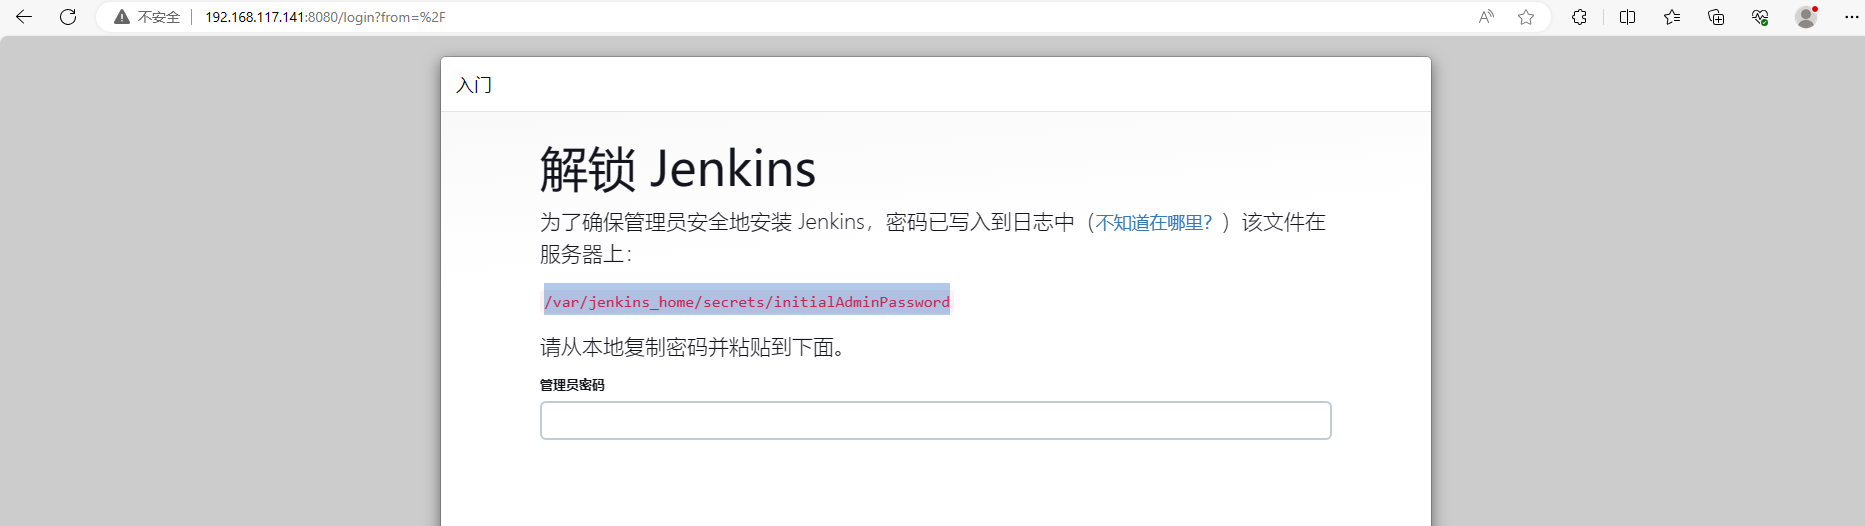 不安全 192.168.117.141:8080/login?from=%2F
入门
解锁 Jenkins
为了确保管理员安全地安装 Jenkins，密码已写入到日志中（不知道在哪里？）该文件在
服务器上：
/var/jenkins_home/secrets/initialAdminPassword
请从本地复制密码并粘贴到下面。
管理员密码